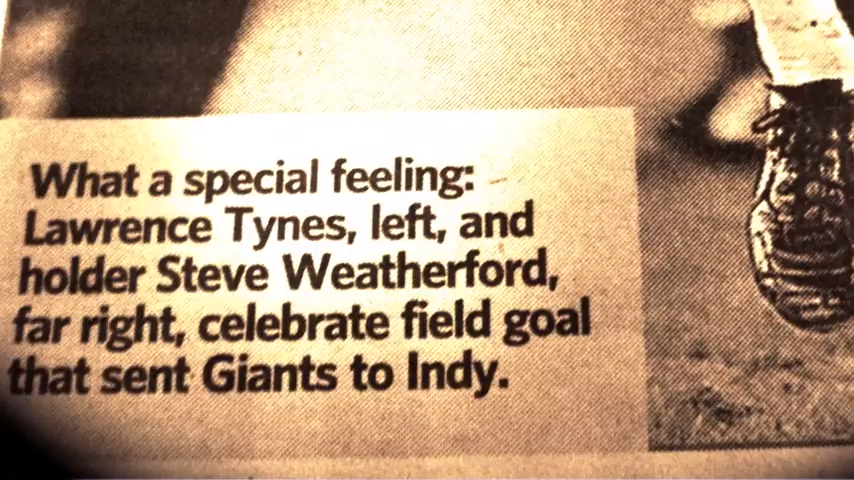 What a special feeling:
Lawrence Tynes, left, and
holder Steve Weatherford,
far right, celebrate field goal
that sent Giants to Indy.